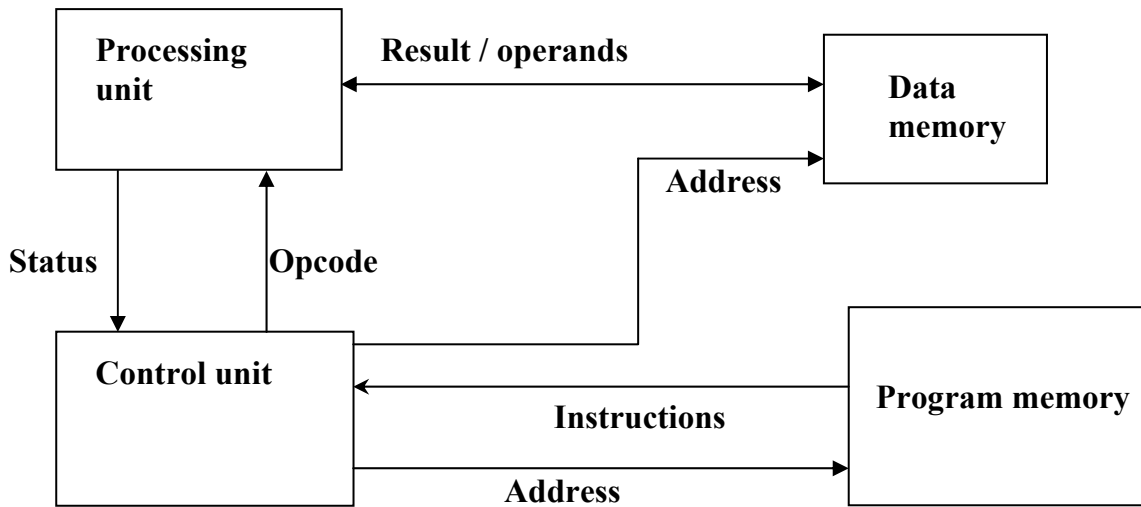 Processing
unit
Result / operands
Data
memory
Address
Status
Opcode
Control unit
Program memory
Instructions
Address